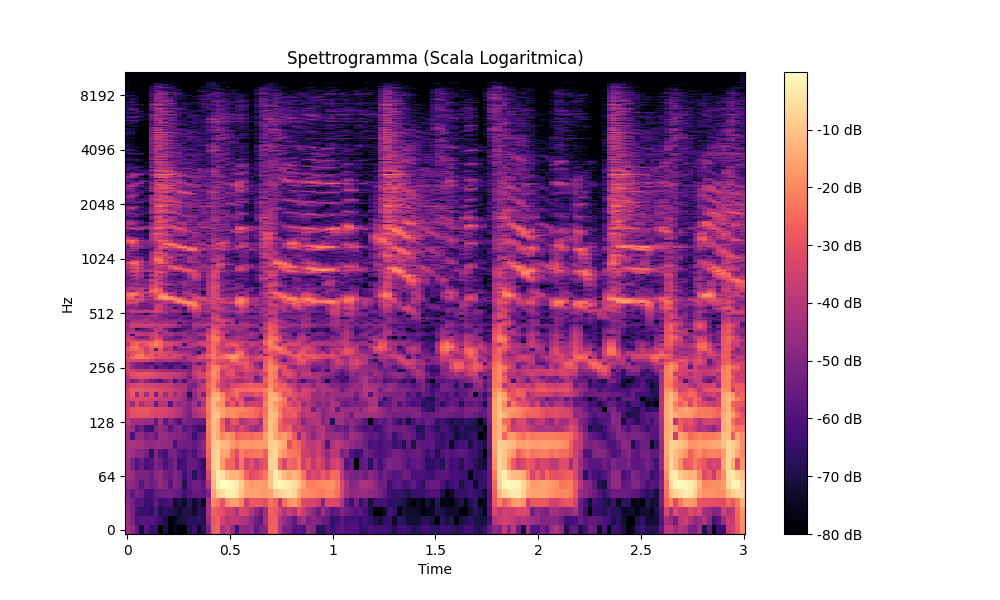 Spettrogramma (Scala Logaritmica)
8192
4096
2048
1024
512
256
128
64
0
Hz
0
0.5
1
1.5
2
2.5
3
Time
-10 dB
-20 dB
-30 dB
-40 dB
-50 dB
-60 dB
-70 dB
-80 dB